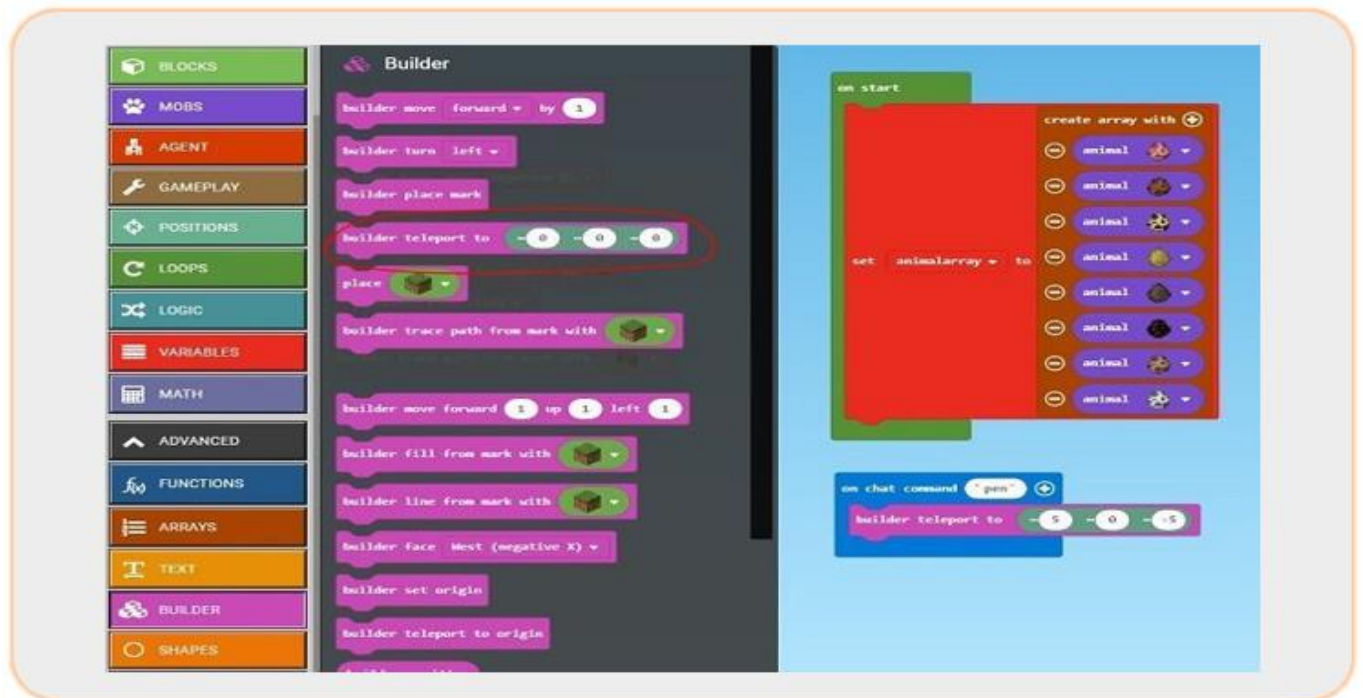 BLOCKS
MOBS
AGENT
GAMEPLAY
POSITIONS
LOOPS
LOGIC
VARIABLES
MATH
ADVANCED
f(x) FUNCTIONS
ARRAYS
T TEXT
BUILDER
SHAPES
Builder
builder move forward by 1
builder turn left
builder place mark
builder teleport to ~0 ~0 ~0
place
builder trace path from mark with
builder move forward 1 up 1 left 1
builder fill from mark with
builder line from mark with
builder face West (negative X)
builder set origin
builder teleport to origin
on start
set animalarray to
create array with
animal
animal
animal
animal
animal
animal
animal
animal
on chat command "pen"
builder teleport to ~5 ~0 ~-5